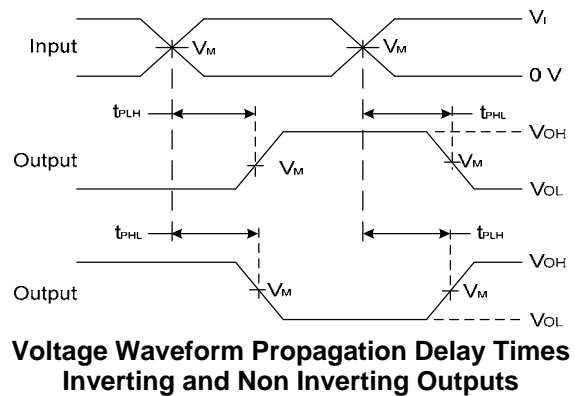 Input
VM
VM
VI
0 V
tPLH
tPHL
Output
VM
VM
VOH
VOL
tPHL
tPLH
Output
VM
VM
VOH
VOL
Voltage Waveform Propagation Delay Times
Inverting and Non Inverting Outputs